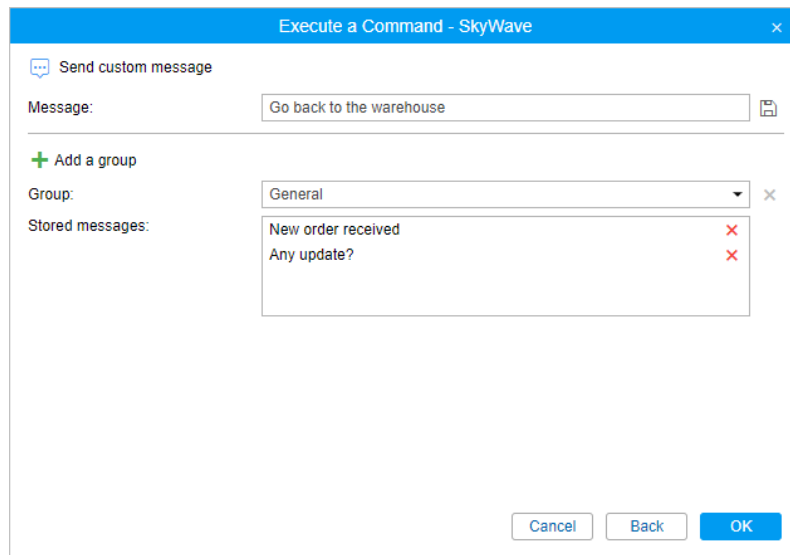 Execute a Command - SkyWave
Send custom message
Message: Go back to the warehouse
Add a group
Group: General
Stored messages: New order received
Any update?
Cancel Back OK